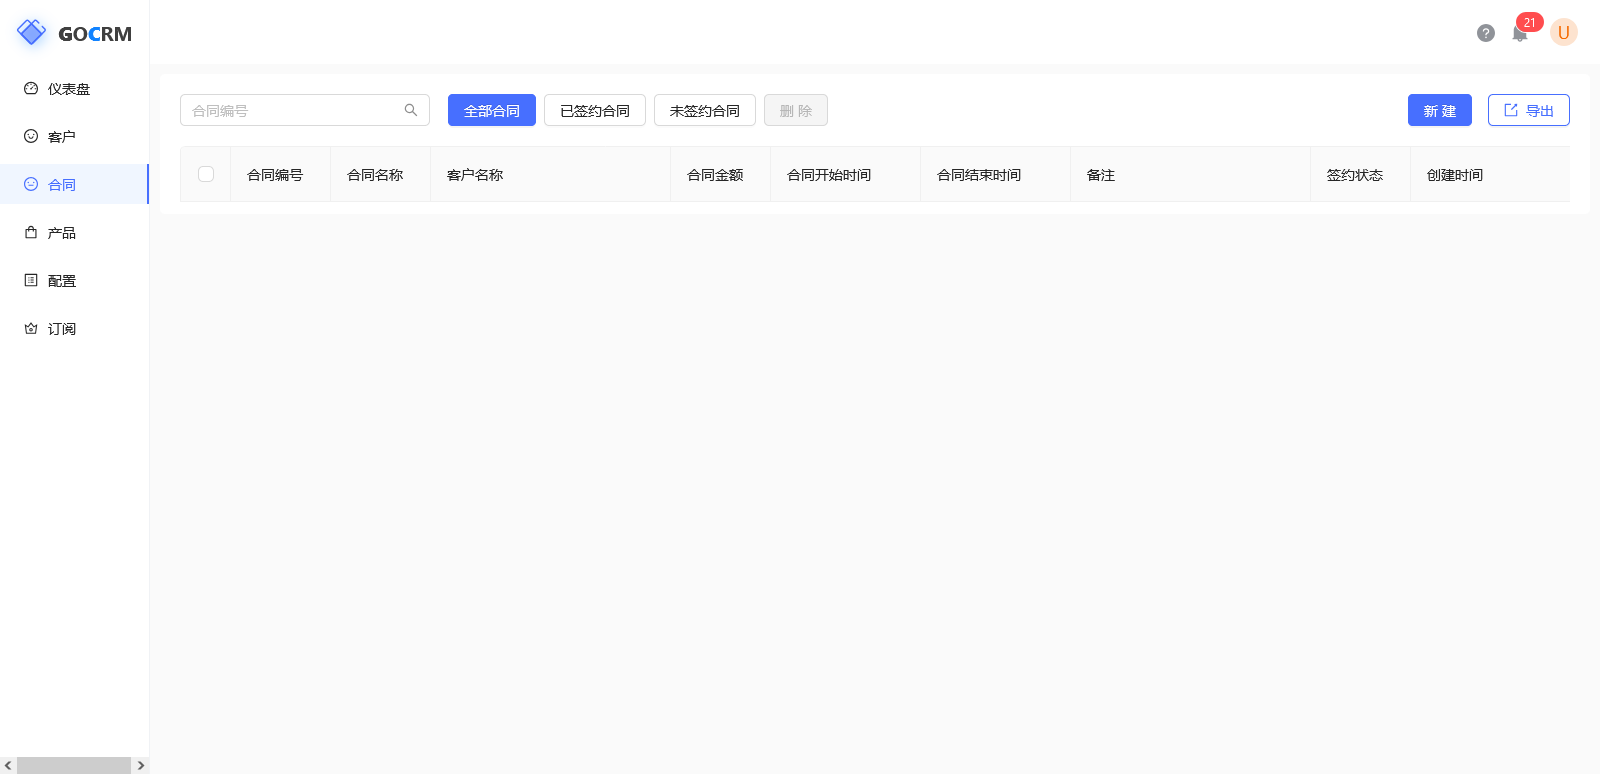 GOCRM
21
U
仪表盘
客户
合同
产品
配置
订阅
合同编号 全部合同 已签约合同 未签约合同 删 除 新 建 导出
合同编号 合同名称 客户名称 合同金额 合同开始时间 合同结束时间 备注 签约状态 创建时间